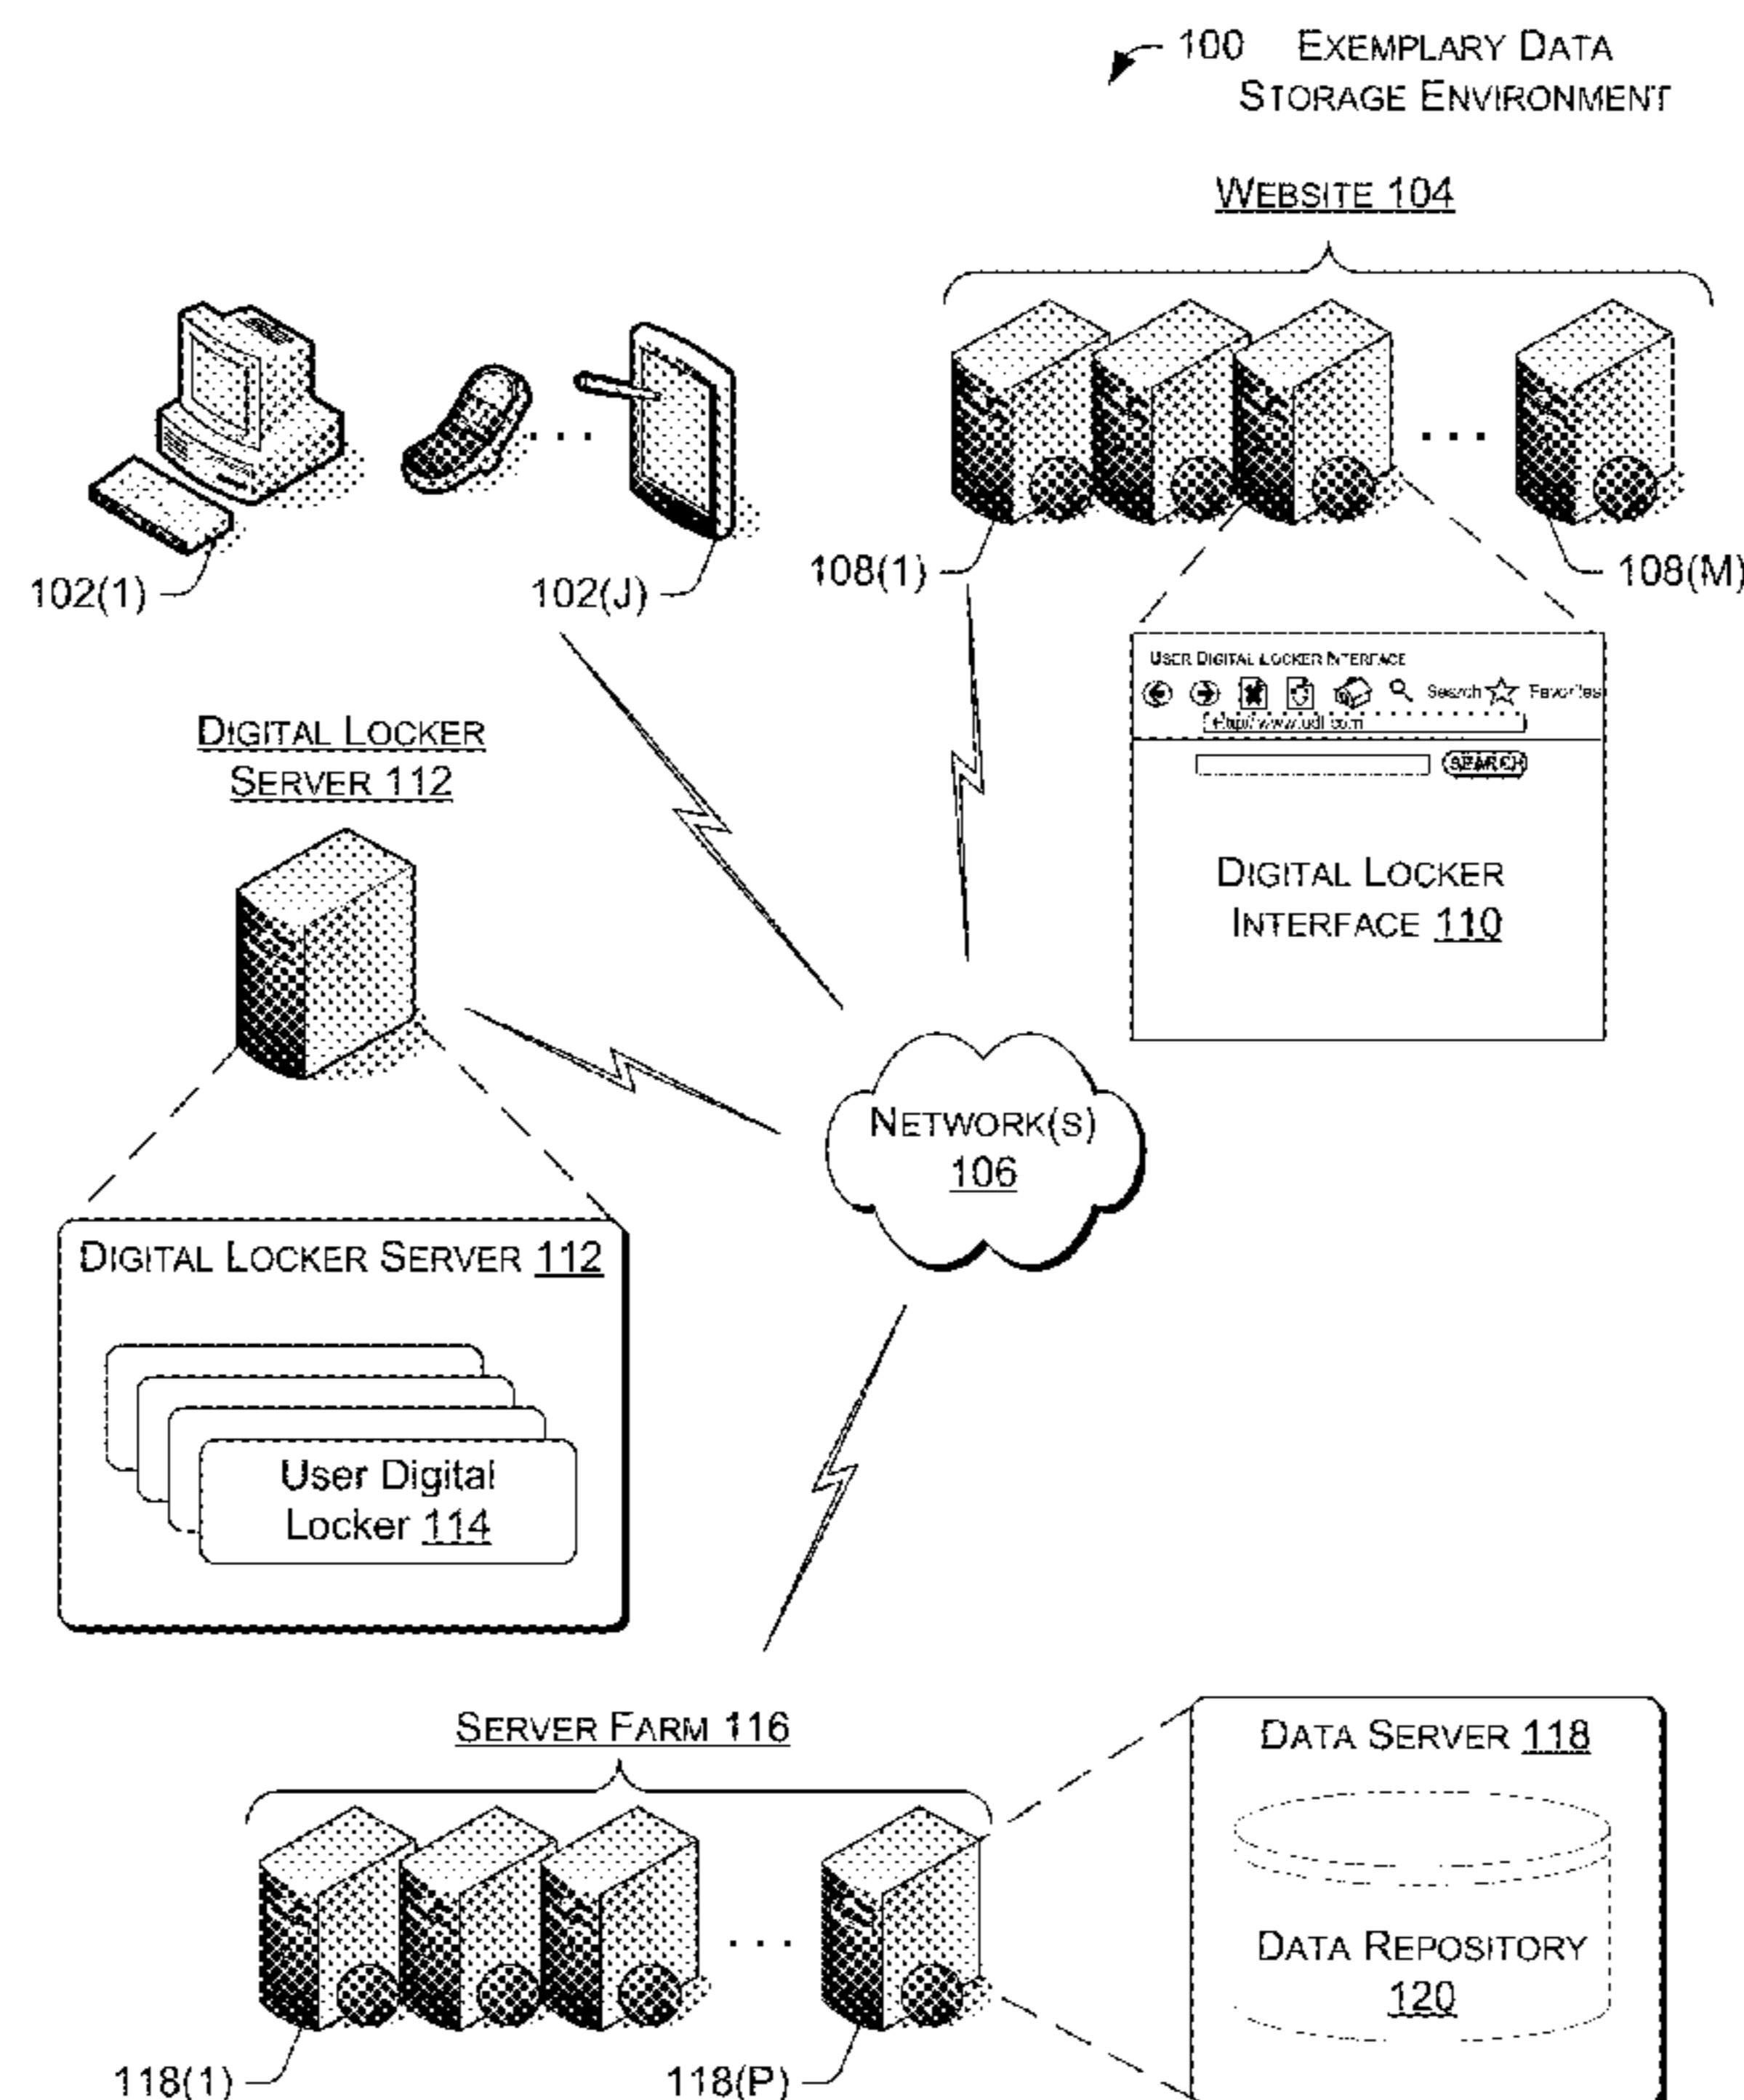 100 EXEMPLARY DATA
STORAGE ENVIRONMENT
WEBSITE 104
102(1)
102(J)
108(1)
108(M)
USER DIGITAL LOCKER INTERFACE
Search Favorites
SEARCH
DIGITAL LOCKER
INTERFACE 110
DIGITAL LOCKER
SERVER 112
NETWORK(S)
106
DIGITAL LOCKER SERVER 112
User Digital
Locker 114
SERVER FARM 116
118(1)
118(P)
DATA SERVER 118
DATA REPOSITORY
120